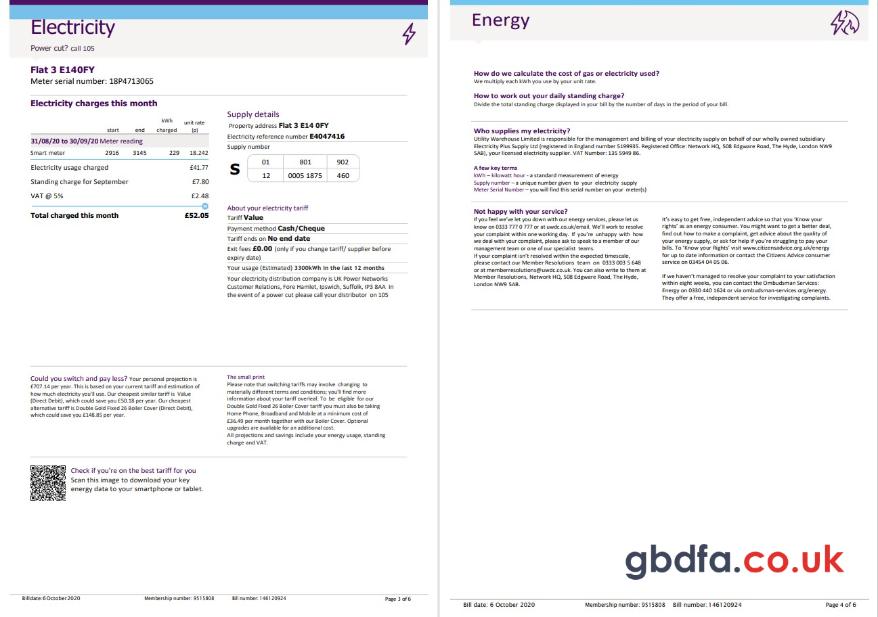 Electricity
Power cut? call 105
Flat 3 E140FY
Meter serial number: 18P4713065
Electricity charges this month
start end kWh charged unit rate (p)
31/08/20 to 30/09/20 Meter reading
Smart meter 2916 3145 229 18.242
Electricity usage charged £41.77
Standing charge for September £7.80
VAT @ 5% £2.48
Total charged this month £52.05
Supply details
Property address Flat 3 E14 0FY
Electricity reference number E4047416
Supply number
S 01 801 902
12 0005 1875 460
About your electricity tariff
Tariff Value
Payment method Cash/Cheque
Tariff ends on No end date
Exit fees £0.00 (only if you change tariff/ supplier before
expiry date)
Your usage (Estimated) 3300kWh in the last 12 months
Your electricity distribution company is UK Power Networks
Customer Relations, Fore Hamlet, Ipswich, Suffolk, IP3 8AA In
the event of a power cut please call your distributor on 105
Could you switch and pay less? Your personal projection is
£707.14 per year. This is based on your current tariff and estimation of
how much electricity you'll use. Our cheapest similar tariff is Value
(Direct Debit), which could save you £50.18 per year. Our cheapest
alternative tariff is Double Gold Fixed 26 Boiler Cover (Direct Debit),
which could save you £148.85 per year.
The small print
Please note that switching tariffs may involve changing to
materially different terms and conditions; you'll find more
information about your tariff overleaf. To be eligible for our
Double Gold Fixed 26 Boiler Cover tariff you must also be taking
Home Phone, Broadband and Mobile at a minimum cost of
£36.49 per month together with our Boiler Cover. Optional
upgrades are available for an additional cost.
All projections and savings include your energy usage, standing
charge and VAT.
Check if you're on the best tariff for you
Scan this image to download your key
energy data to your smartphone or tablet.
Bill date: 6 October 2020 Membership number: 9515808 Bill number: 146120924 Page 3 of 6
Energy
How do we calculate the cost of gas or electricity used?
We multiply each kWh you use by your unit rate.
How to work out your daily standing charge?
Divide the total standing charge displayed in your bill by the number of days in the period of your bill.
Who supplies my electricity?
Utility Warehouse Limited is responsible for the management and billing of your electricity supply on behalf of our wholly owned subsidiary
Electricity Plus Supply Ltd (registered in England number 5199935. Registered Office: Network HQ, 508 Edgware Road, The Hyde, London NW9
5AB), your licensed electricity supplier. VAT Number: 135 5949 86.
A few key terms
kWh – kilowatt hour - a standard measurement of energy
Supply number – a unique number given to your electricity supply
Meter Serial Number – you will find this serial number on your meter(s)
Not happy with your service?
If you feel we've let you down with our energy services, please let us
know on 0333 777 0 777 or at uwdc.co.uk/email. We'll work to resolve
your complaint within one working day. If you're unhappy with how
we deal with your complaint, please ask to speak to a member of our
management team or one of our specialist teams.
If your complaint isn't resolved within the expected timescale,
please contact our Member Resolutions team on 0333 003 5 648
or at memberresolutions@uwdc.co.uk. You can also write to them at
Member Resolutions, Network HQ, 508 Edgware Road, The Hyde,
London NW9 5AB.
It's easy to get free, independent advice so that you 'Know your
rights' as an energy consumer. You might want to get a better deal,
find out how to make a complaint, get advice about the quality of
your energy supply, or ask for help if you're struggling to pay your
bills. To 'Know your Rights' visit www.citizensadvice.org.uk/energy
for up to date information or contact the Citizens Advice consumer
service on 03454 04 05 06.
If we haven't managed to resolve your complaint to your satisfaction
within eight weeks, you can contact the Ombudsman Services:
Energy on 0330 440 1624 or via ombudsman-services.org/energy.
They offer a free, independent service for investigating complaints.
gbdfa.co.uk
Bill date: 6 October 2020 Membership number: 9515808 Bill number: 146120924 Page 4 of 6